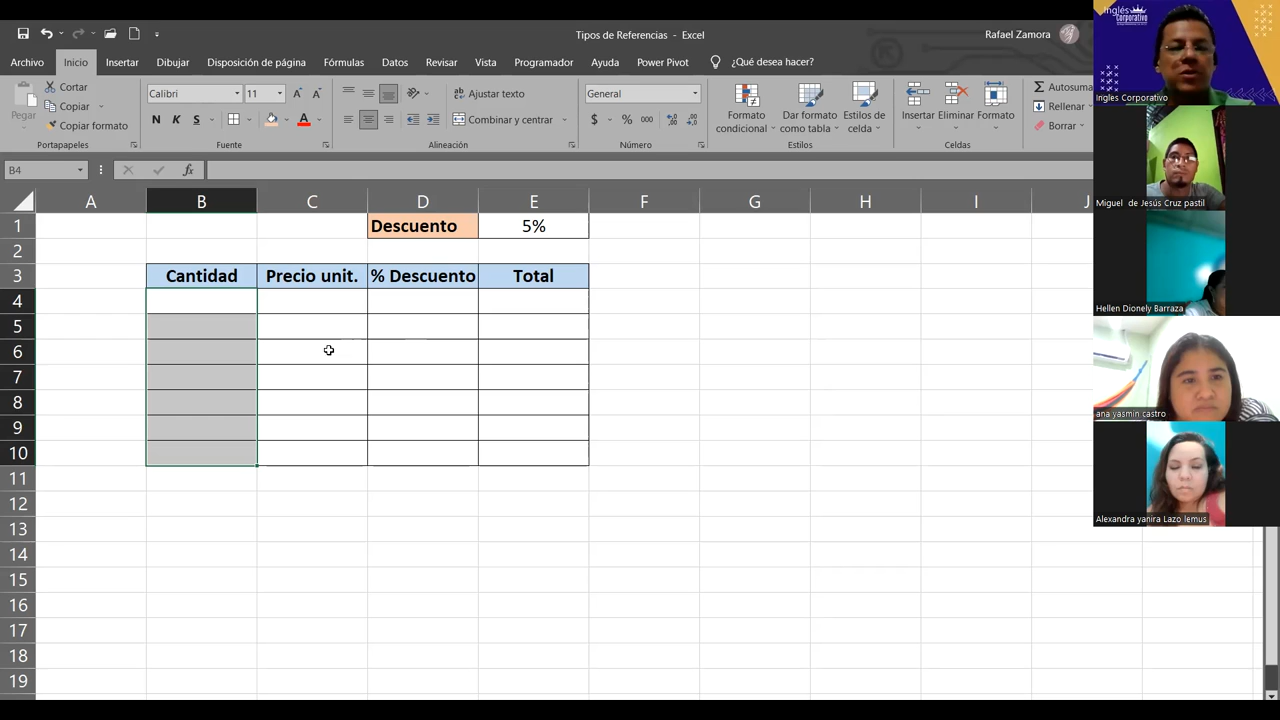 Tipos de Referencias - Excel
Rafael Zamora
Archivo Inicio Insertar Dibujar Disposición de página Fórmulas Datos Revisar Vista Programador Ayuda Power Pivot ¿Qué desea hacer?
Pegar
Cortar
Copiar
Copiar formato
Portapapeles
Calibri 11
N K S
Fuente
Ajustar texto
Combinar y centrar
Alineación
General
$ % 000
Número
Formato condicional
Dar formato como tabla
Estilos de celda
Estilos
Insertar Eliminar Formato
Celdas
Autosuma
Rellenar
Borrar
B4
fx
A B C D E F G H I J
1 Descuento 5%
2
3 Cantidad Precio unit. % Descuento Total
4
5
6
7
8
9
10
11
12
13
14
15
16
17
18
19
Inglés
Corporativo
Ingles Corporativo
Miguel de Jesús Cruz pastil
Hellen Dionely Barraza
ana yasmin castro
Alexandra yanira Lazo lemus